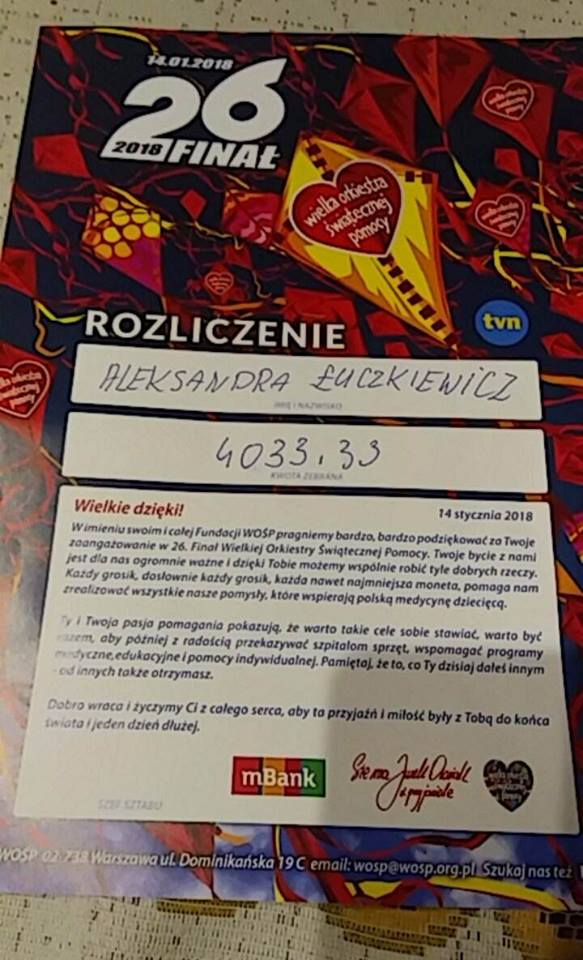 14.01.2018
26
2018 FINAŁ
wielka orkiestra
świątecznej
pomocy
tvn
ROZLICZENIE
ALEKSANDRA ŁUCZKIEWICZ
IMIĘ I NAZWISKO
4033,39
KWOTA ZEBRANA
Wielkie dzięki!
14 stycznia 2018
W imieniu swoim i całej Fundacji WOŚP pragniemy bardzo, bardzo podziękować za Twoje
zaangażowanie w 26. Finał Wielkiej Orkiestry Świątecznej Pomocy. Twoje bycie z nami
jest dla nas ogromnie ważne i dzięki Tobie możemy wspólnie robić tyle dobrych rzeczy.
Każdy grosik, dosłownie każdy grosik, każda nawet najmniejsza moneta, pomaga nam
zrealizować wszystkie nasze pomysły, które wspierają polską medycynę dziecięcą.
Ty i Twoja pasja pomagania pokazują, że warto takie cele sobie stawiać, warto być
razem, aby później z radością przekazywać szpitalom sprzęt, wspomagać programy
medyczne,edukacyjne i pomocy indywidualnej. Pamiętaj, że to, co Ty dzisiaj dałeś innym
- od innych także otrzymasz.
Dobro wraca i życzymy Ci z całego serca, aby ta przyjaźń i miłość były z Tobą do końca
świata i jeden dzień dłużej.
mBank
Sie ma Jurek Owsiak
i przyjaciele
SZEF SZTABU
WOŚP 02-738 Warszawa ul. Dominikańska 19 C email: wosp@wosp.org.pl Szukaj nas też